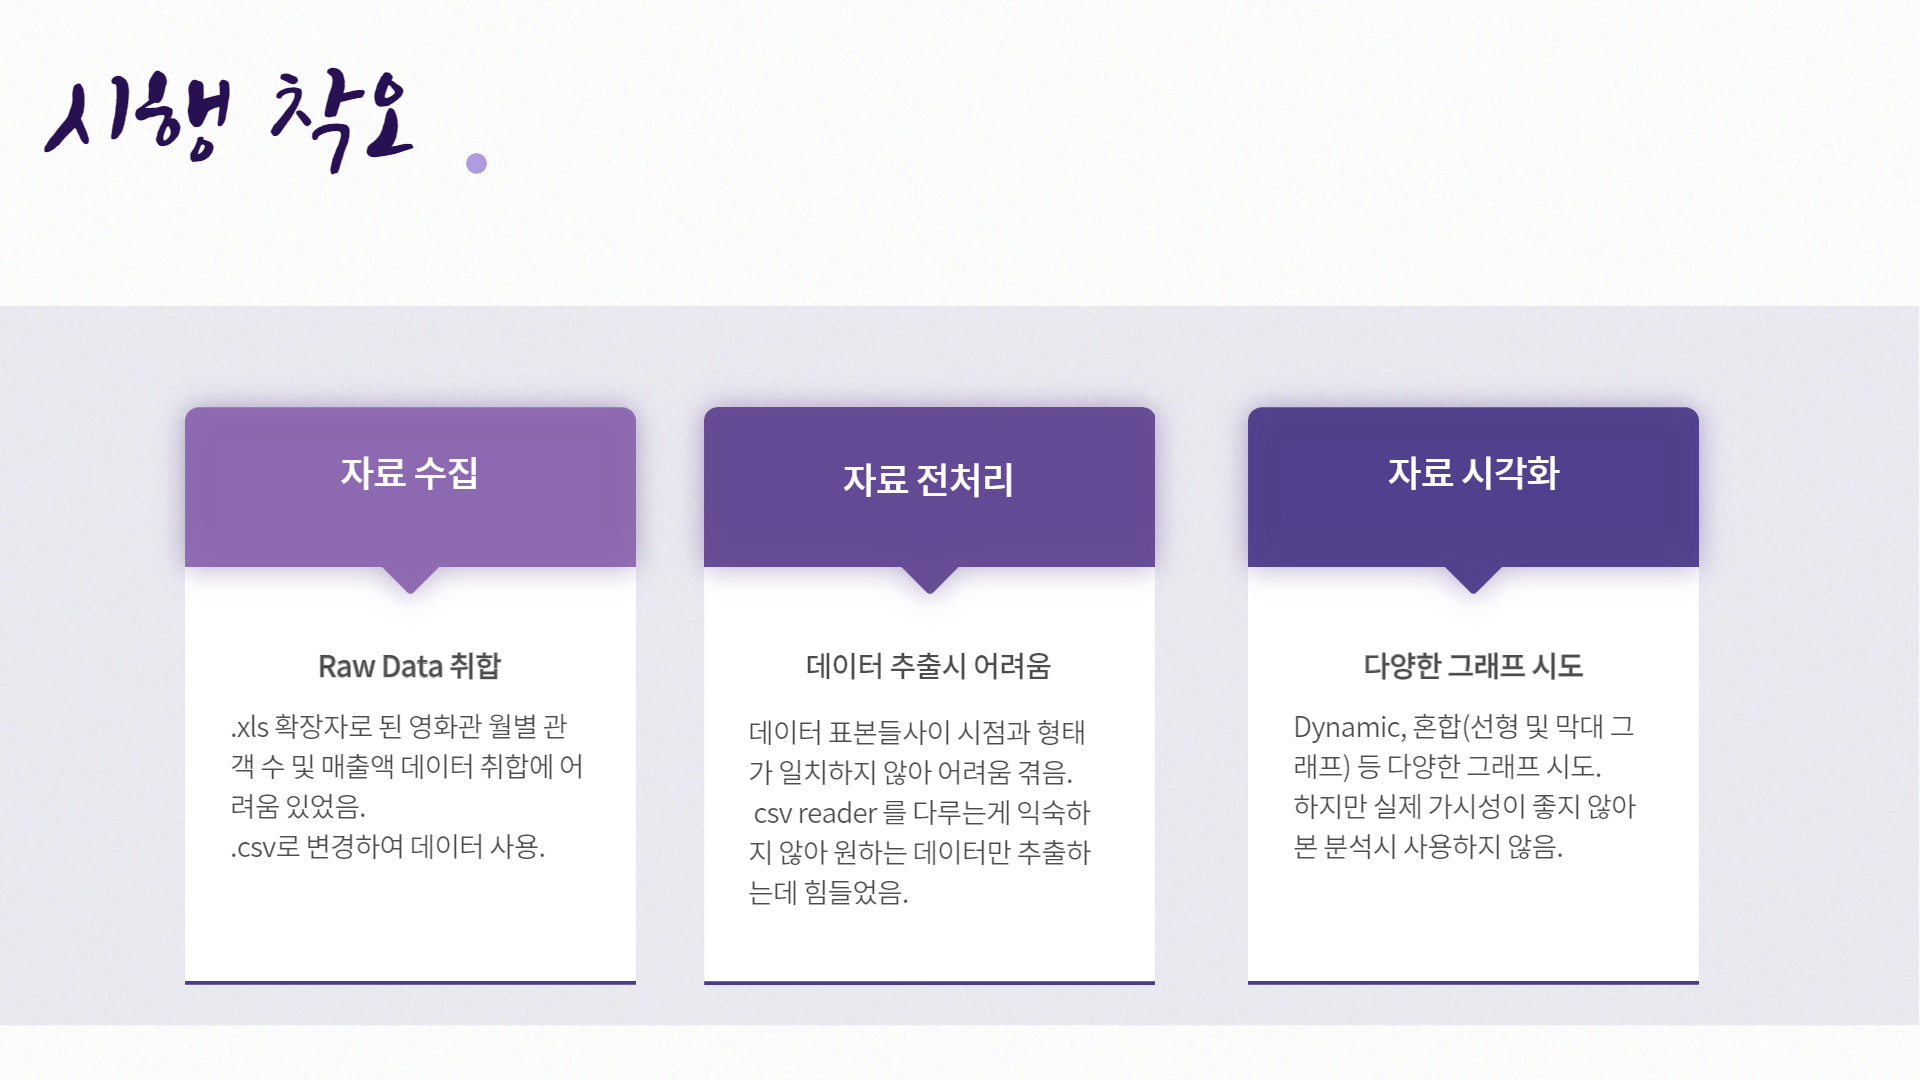 시행 착오
자료 수집
Raw Data 취합
.xls 확장자로 된 영화관 월별 관
객 수 및 매출액 데이터 취합에 어
려움 있었음.
.csv로 변경하여 데이터 사용.
자료 전처리
데이터 추출시 어려움
데이터 표본들사이 시점과 형태
가 일치하지 않아 어려움 겪음.
csv reader 를 다루는게 익숙하
지 않아 원하는 데이터만 추출하
는데 힘들었음.
자료 시각화
다양한 그래프 시도
Dynamic, 혼합(선형 및 막대 그
래프) 등 다양한 그래프 시도.
하지만 실제 가시성이 좋지 않아
본 분석시 사용하지 않음.